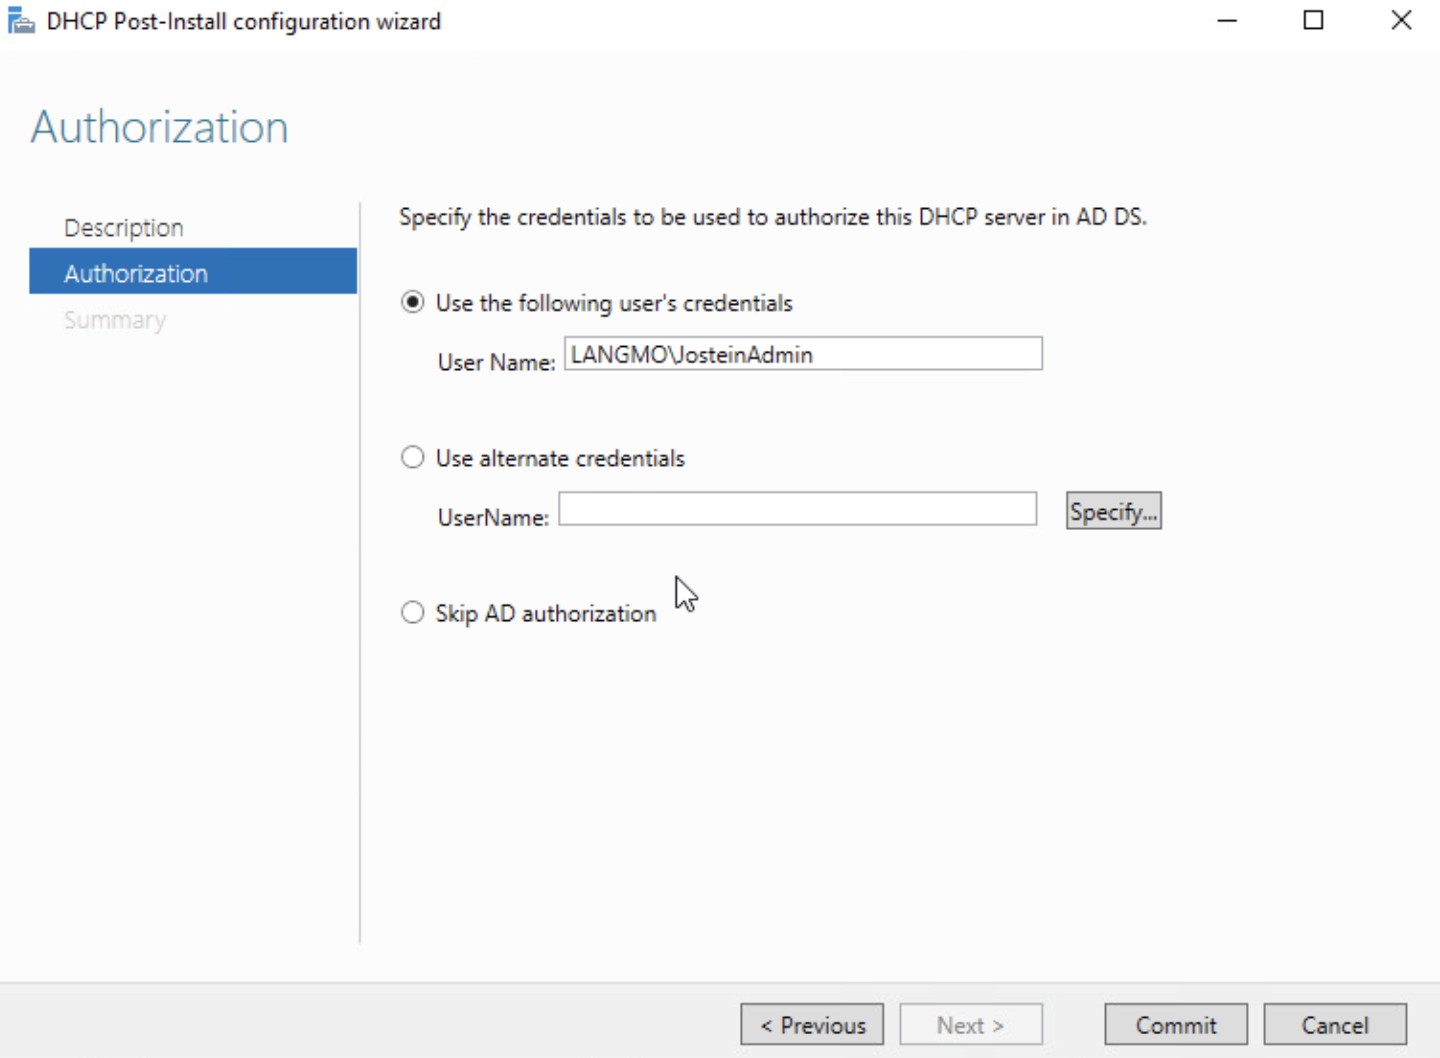 DHCP Post-Install configuration wizard
Authorization
Description
Authorization
Summary
Specify the credentials to be used to authorize this DHCP server in AD DS.
Use the following user's credentials
User Name: LANGMO\JosteinAdmin
Use alternate credentials
UserName: Specify...
Skip AD authorization
< Previous Next > Commit Cancel